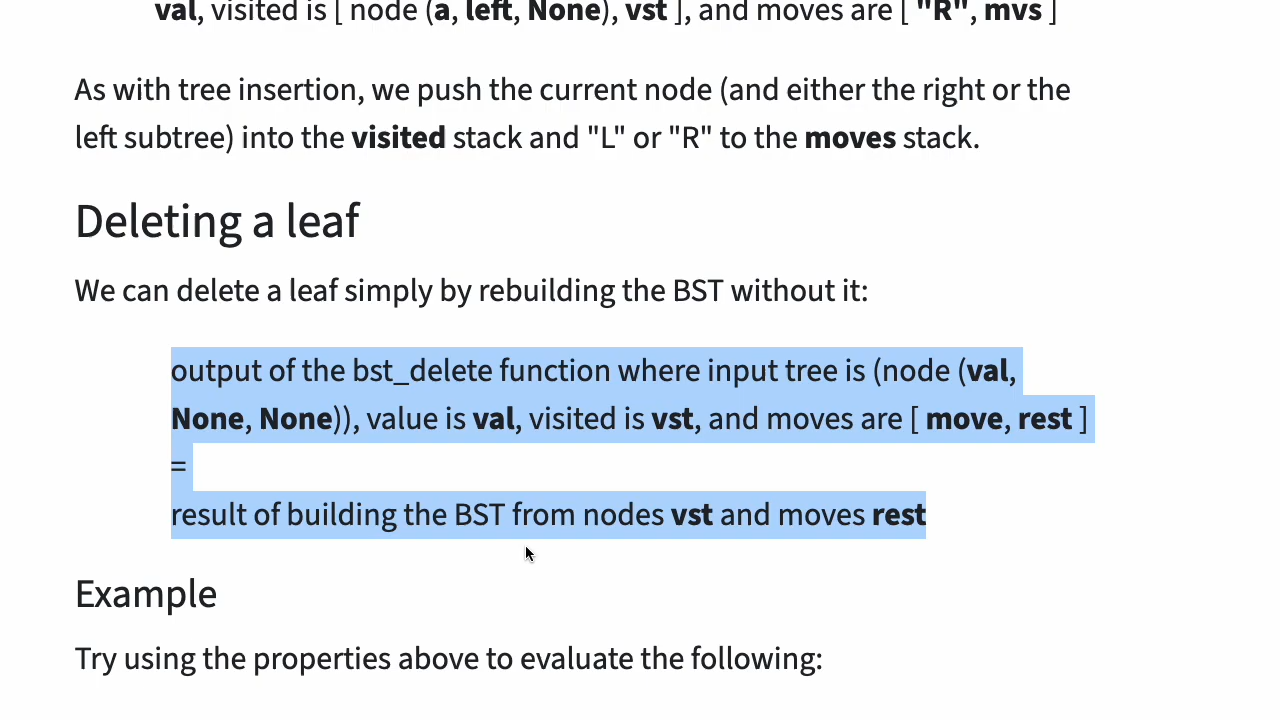 val, visited is [ node (a, left, None), vst ], and moves are [ "R", mvs ]
As with tree insertion, we push the current node (and either the right or the
left subtree) into the visited stack and "L" or "R" to the moves stack.
Deleting a leaf
We can delete a leaf simply by rebuilding the BST without it:
output of the bst_delete function where input tree is (node (val,
None, None)), value is val, visited is vst, and moves are [ move, rest ]
=
result of building the BST from nodes vst and moves rest
Example
Try using the properties above to evaluate the following: